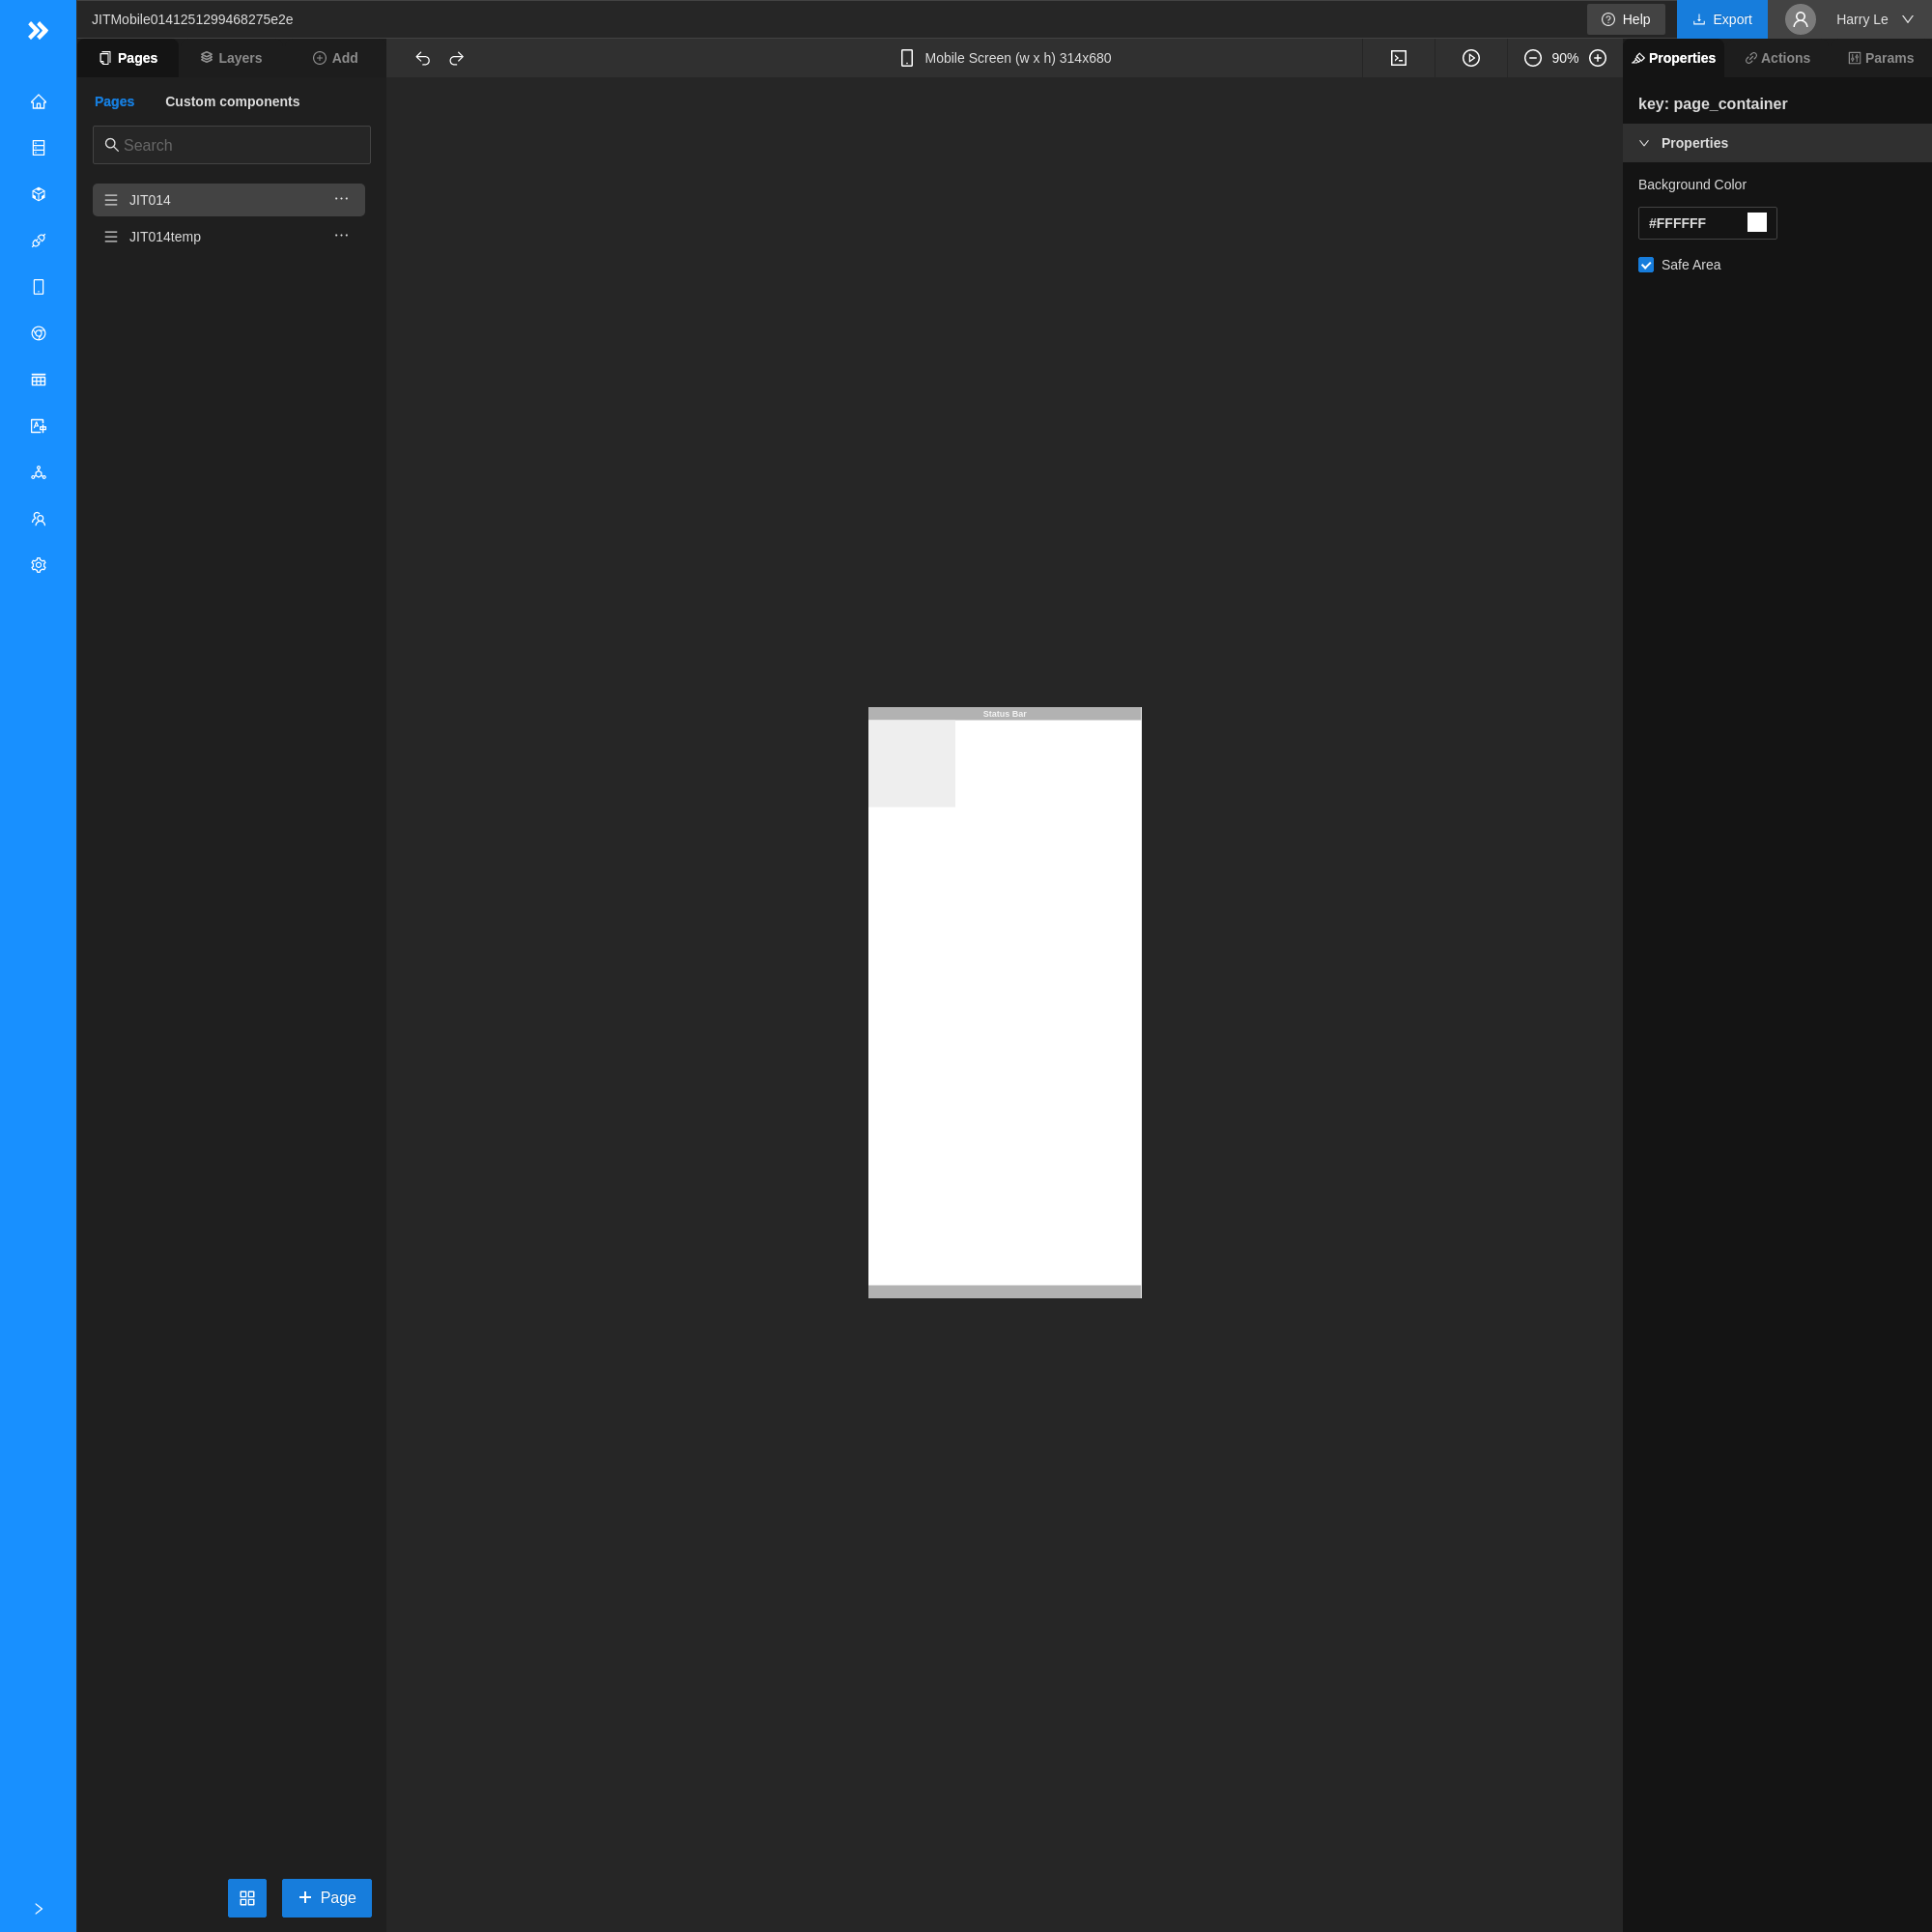 JITMobile0141251299468275e2e
Help
Export
Harry Le
Pages
Layers
Add
Mobile Screen (w x h) 314x680
90%
Properties
Actions
Params
Pages
Custom components
Search
JIT014
JIT014temp
Status Bar
key: page_container
Properties
Background Color
#FFFFFF
Safe Area
Page